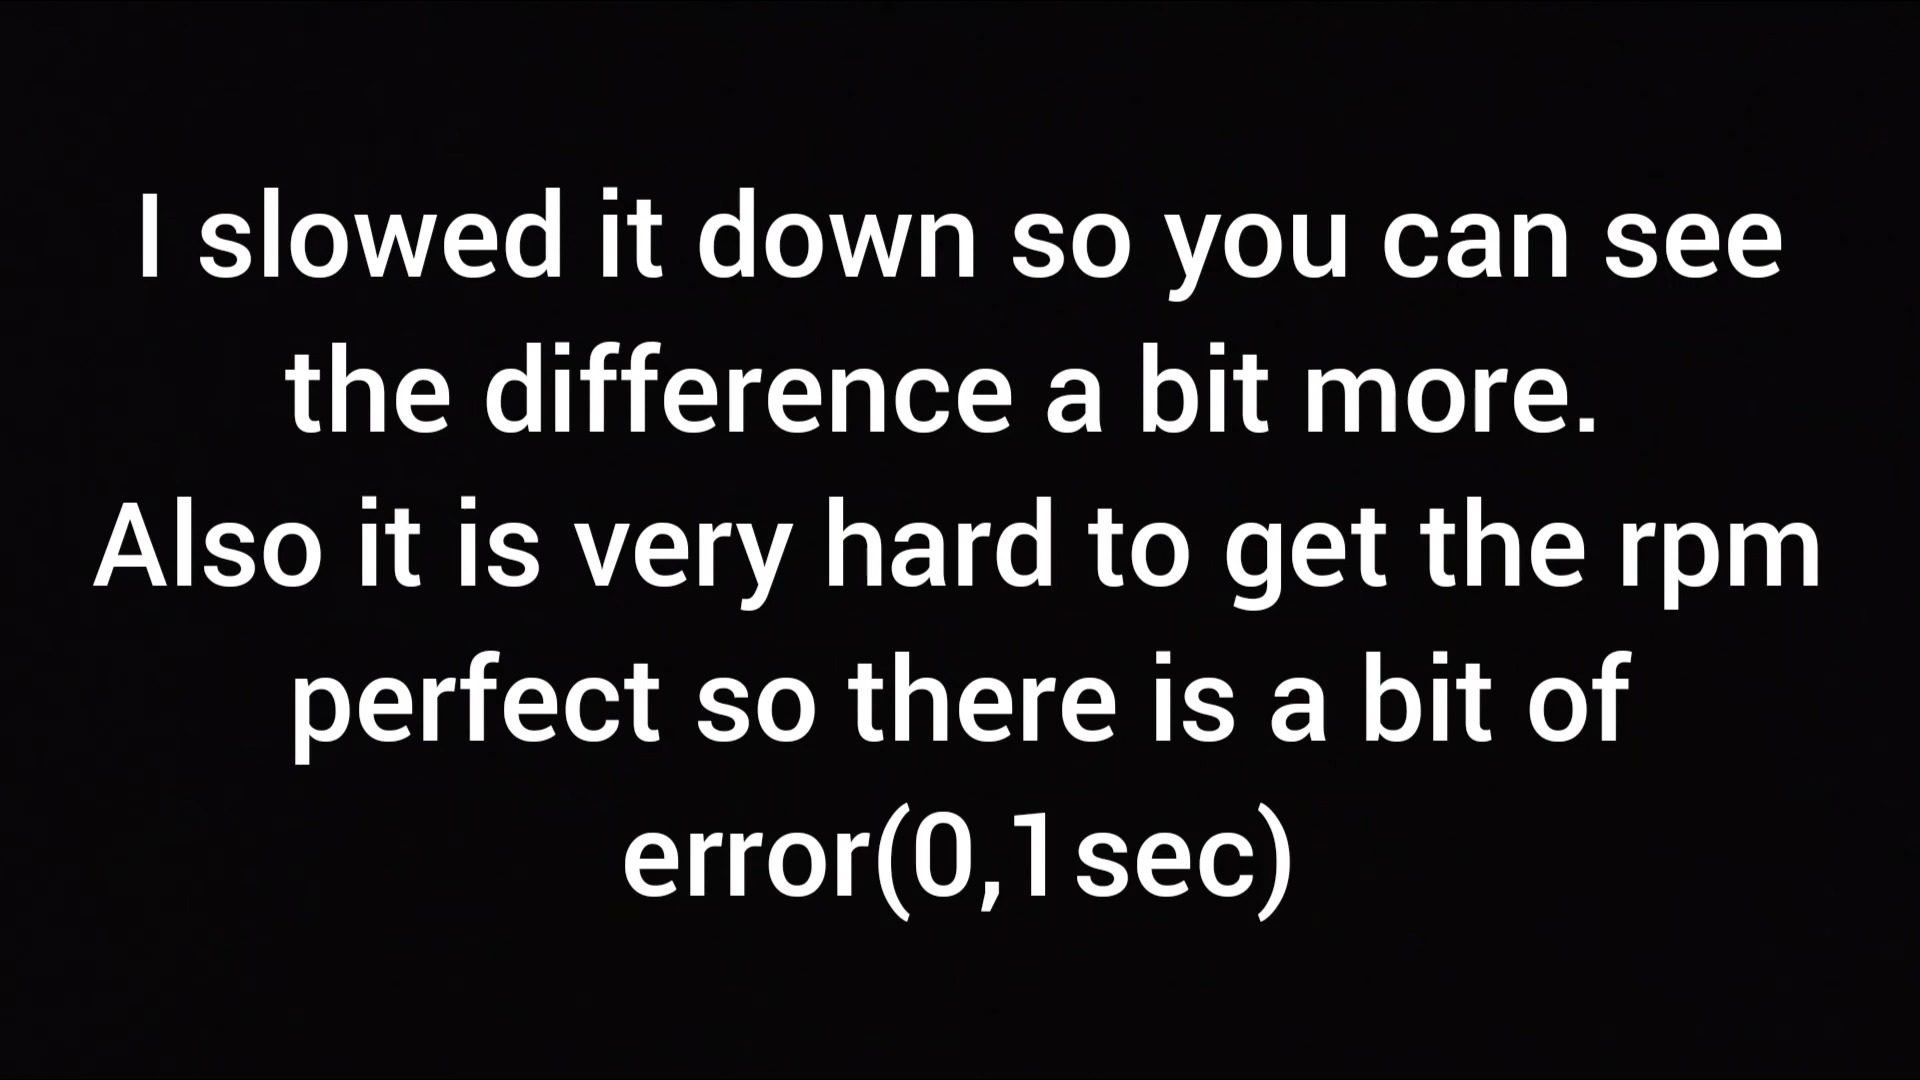 I slowed it down so you can see
the difference a bit more.
Also it is very hard to get the rpm
perfect so there is a bit of
error(0,1sec)